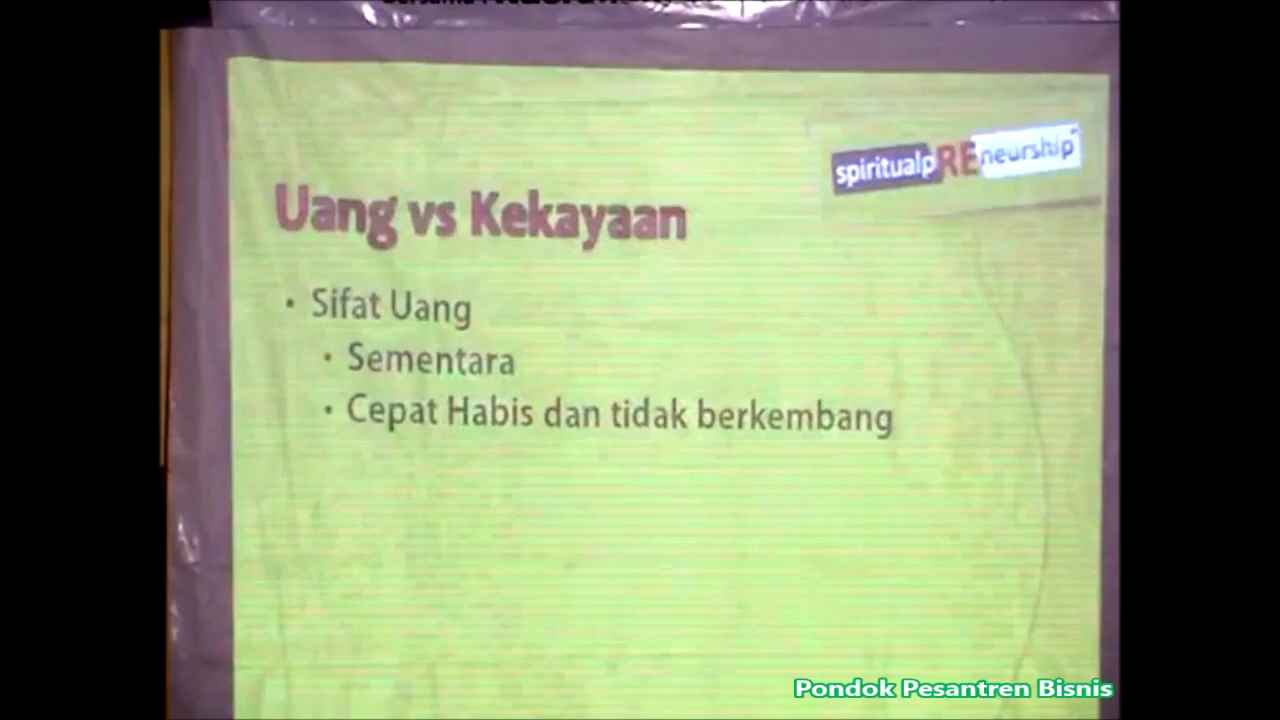 spiritualpREneurship
Uang vs Kekayaan
• Sifat Uang
• Sementara
• Cepat Habis dan tidak berkembang
Pondok Pesantren Bisnis